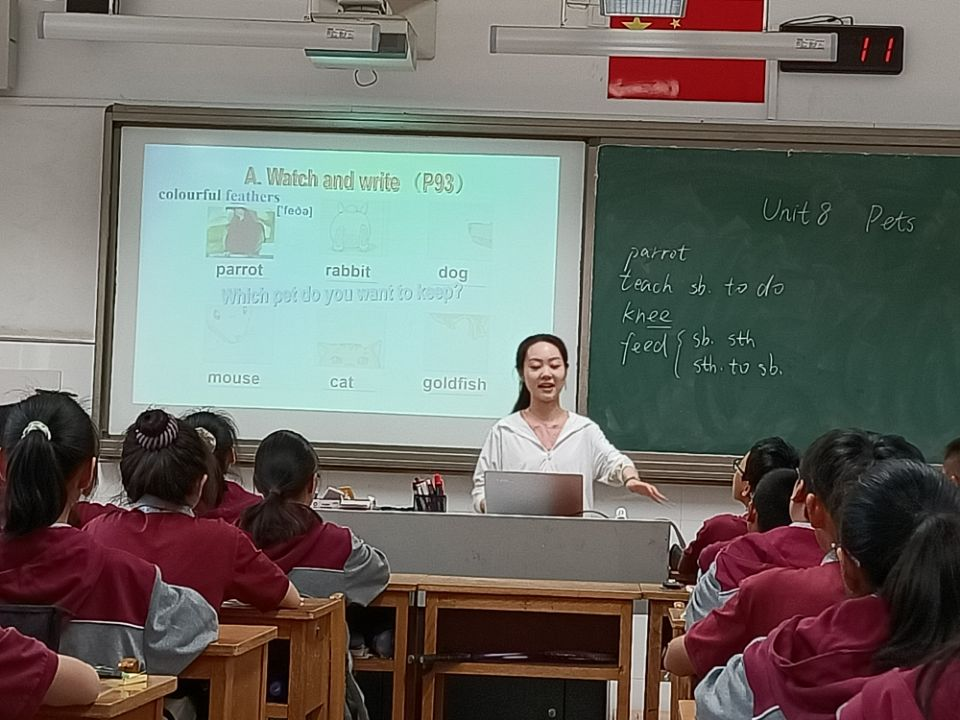 A. Watch and write (P93)
colourful feathers
['feðə]
parrot rabbit dog
Which pet do you want to keep?
mouse cat goldfish
Unit 8 Pets
parrot
teach sb. to do
knee
feed { sb. sth
sth. to sb.
11